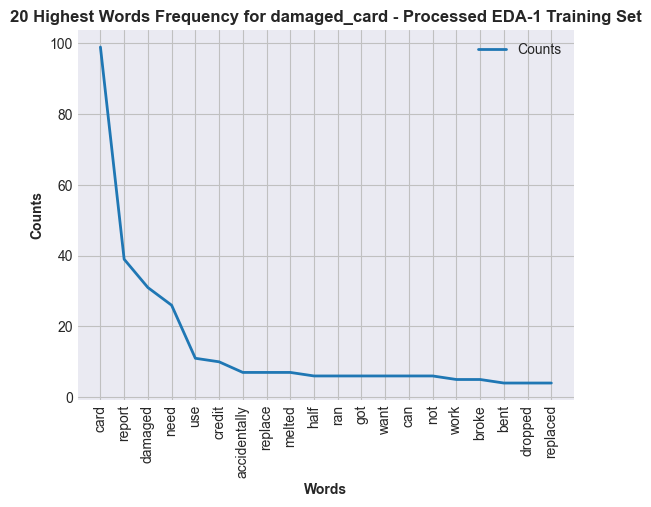 20 Highest Words Frequency for damaged_card - Processed EDA-1 Training Set
Counts
100
80
60
40
20
0
Counts
card
report
damaged
need
use
credit
accidentally
replace
melted
half
ran
got
want
can
not
work
broke
bent
dropped
replaced
Words